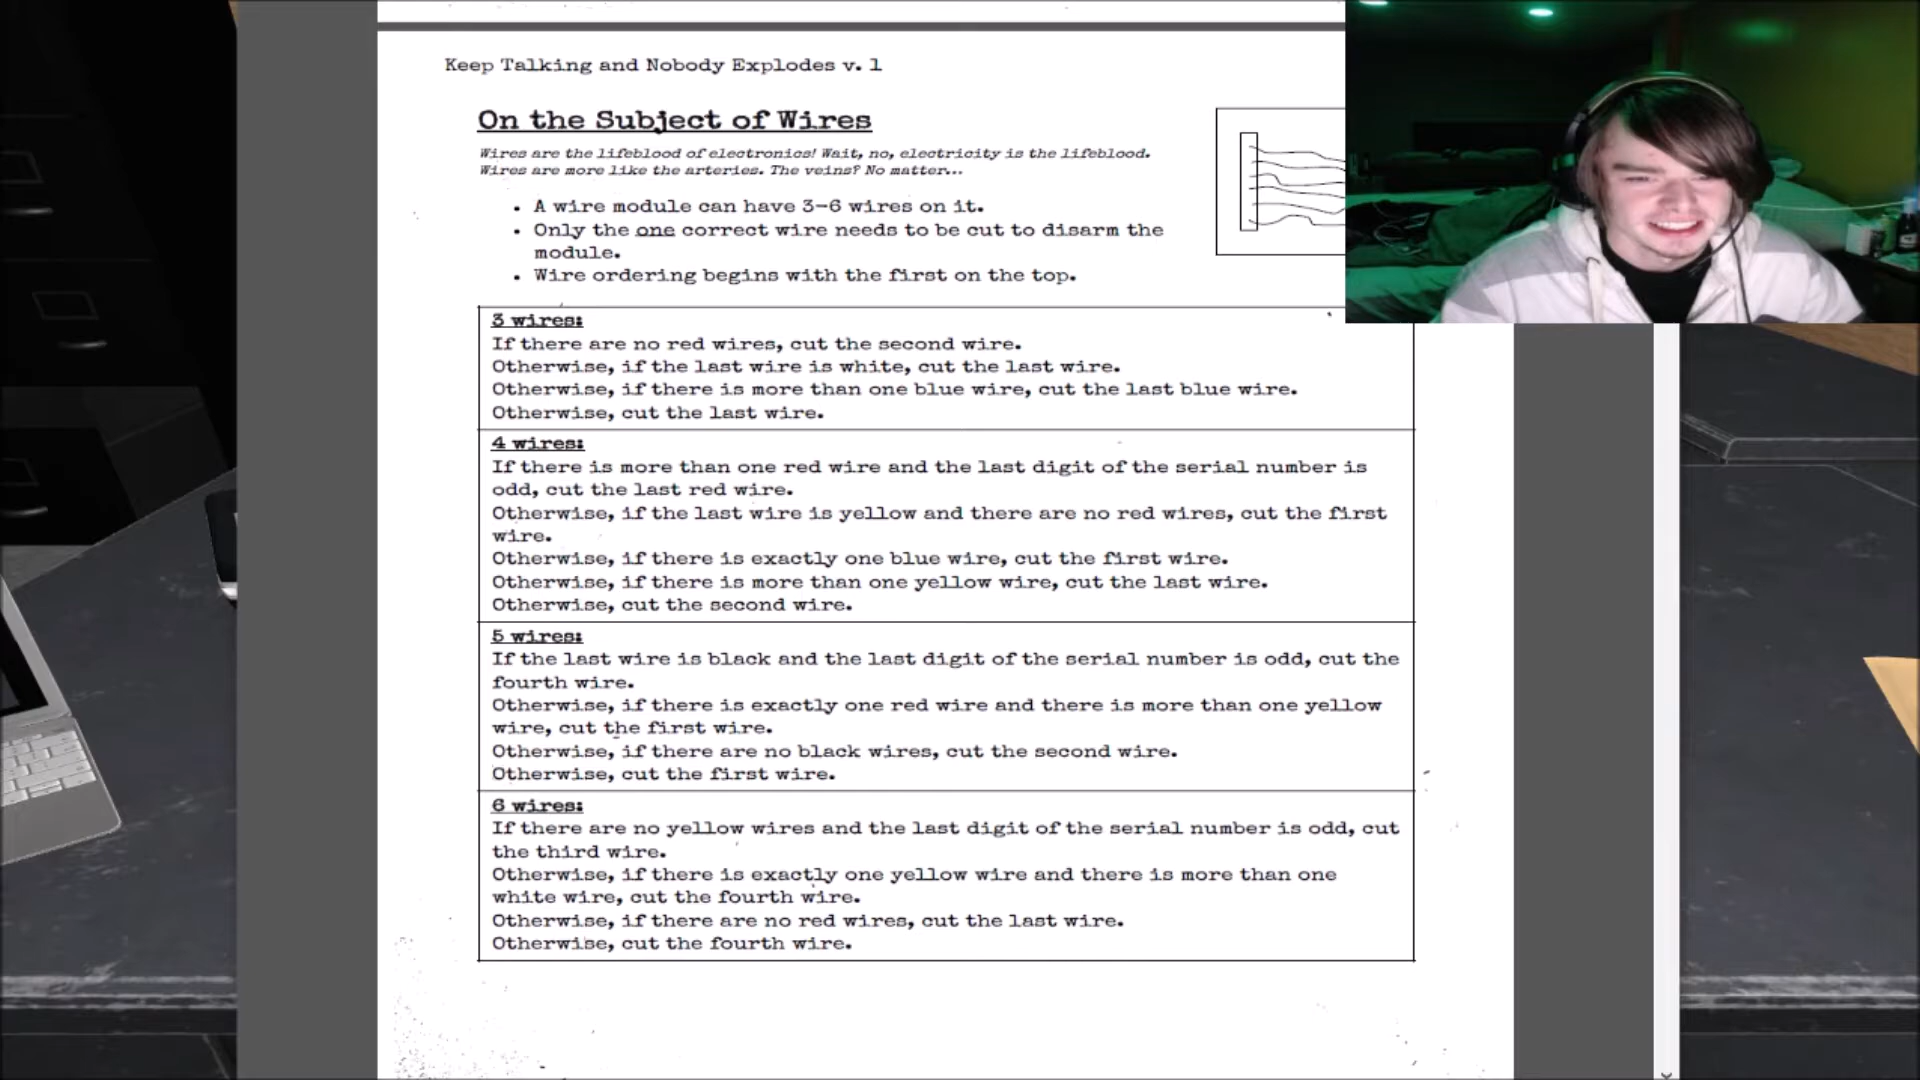 Keep Talking and Nobody Explodes v. 1
On the Subject of Wires
Wires are the lifeblood of electronics! Wait, no, electricity is the lifeblood.
Wires are more like the arteries. The veins? No matter...
• A wire module can have 3-6 wires on it.
• Only the one correct wire needs to be cut to disarm the
module.
• Wire ordering begins with the first on the top.
3 wires:
If there are no red wires, cut the second wire.
Otherwise, if the last wire is white, cut the last wire.
Otherwise, if there is more than one blue wire, cut the last blue wire.
Otherwise, cut the last wire.
4 wires:
If there is more than one red wire and the last digit of the serial number is
odd, cut the last red wire.
Otherwise, if the last wire is yellow and there are no red wires, cut the first
wire.
Otherwise, if there is exactly one blue wire, cut the first wire.
Otherwise, if there is more than one yellow wire, cut the last wire.
Otherwise, cut the second wire.
5 wires:
If the last wire is black and the last digit of the serial number is odd, cut the
fourth wire.
Otherwise, if there is exactly one red wire and there is more than one yellow
wire, cut the first wire.
Otherwise, if there are no black wires, cut the second wire.
Otherwise, cut the first wire.
6 wires:
If there are no yellow wires and the last digit of the serial number is odd, cut
the third wire.
Otherwise, if there is exactly one yellow wire and there is more than one
white wire, cut the fourth wire.
Otherwise, if there are no red wires, cut the last wire.
Otherwise, cut the fourth wire.